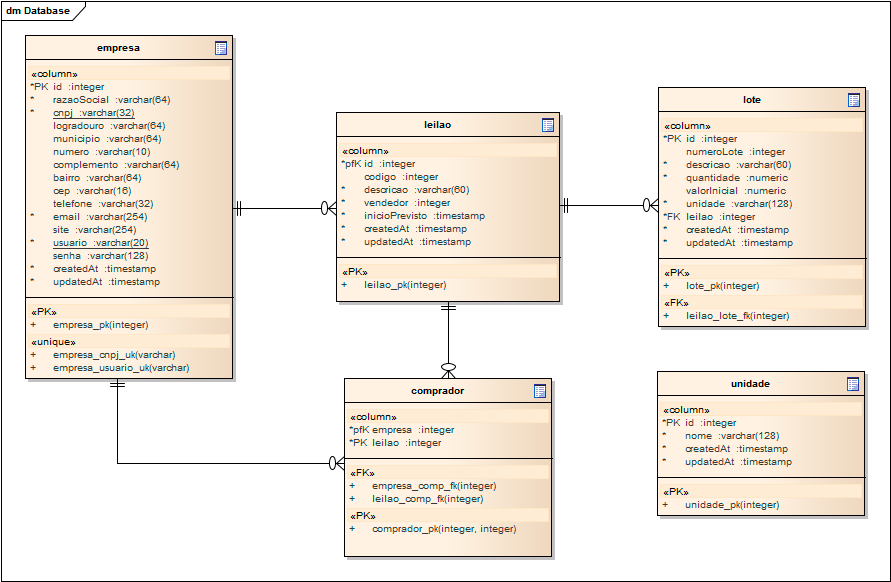 dm Database
empresa
«column»
*PK id :integer
* razaoSocial :varchar(64)
* cnpj :varchar(32)
logradouro :varchar(64)
municipio :varchar(64)
numero :varchar(10)
complemento :varchar(64)
bairro :varchar(64)
cep :varchar(16)
telefone :varchar(32)
* email :varchar(254)
site :varchar(254)
* usuario :varchar(20)
senha :varchar(128)
* createdAt :timestamp
* updatedAt :timestamp
«PK»
+ empresa_pk(integer)
«unique»
+ empresa_cnpj_uk(varchar)
+ empresa_usuario_uk(varchar)
leilao
«column»
*pfK id :integer
codigo :integer
* descricao :varchar(60)
* vendedor :integer
* inicioPrevisto :timestamp
* createdAt :timestamp
* updatedAt :timestamp
«PK»
+ leilao_pk(integer)
lote
«column»
*PK id :integer
numeroLote :integer
* descricao :varchar(60)
* quantidade :numeric
valorInicial :numeric
* unidade :varchar(128)
*FK leilao :integer
* createdAt :timestamp
* updatedAt :timestamp
«PK»
+ lote_pk(integer)
«FK»
+ leilao_lote_fk(integer)
comprador
«column»
*pfK empresa :integer
*PK leilao :integer
«FK»
+ empresa_comp_fk(integer)
+ leilao_comp_fk(integer)
«PK»
+ comprador_pk(integer, integer)
unidade
«column»
*PK id :integer
* nome :varchar(128)
* createdAt :timestamp
* updatedAt :timestamp
«PK»
+ unidade_pk(integer)